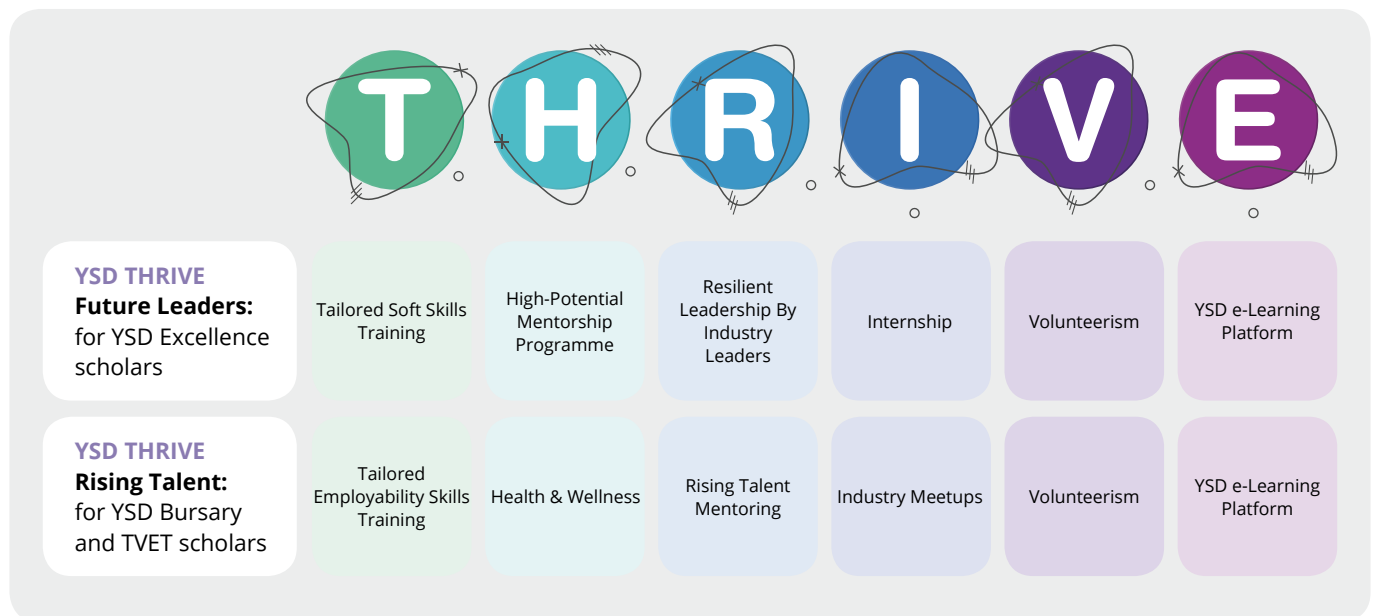 THRIVE
YSD THRIVE
Future Leaders:
for YSD Excellence
scholars
Tailored Soft Skills
Training
High-Potential
Mentorship
Programme
Resilient
Leadership By
Industry
Leaders
Internship
Volunteerism
YSD e-Learning
Platform
YSD THRIVE
Rising Talent:
for YSD Bursary
and TVET scholars
Tailored
Employability Skills
Training
Health & Wellness
Rising Talent
Mentoring
Industry Meetups
Volunteerism
YSD e-Learning
Platform